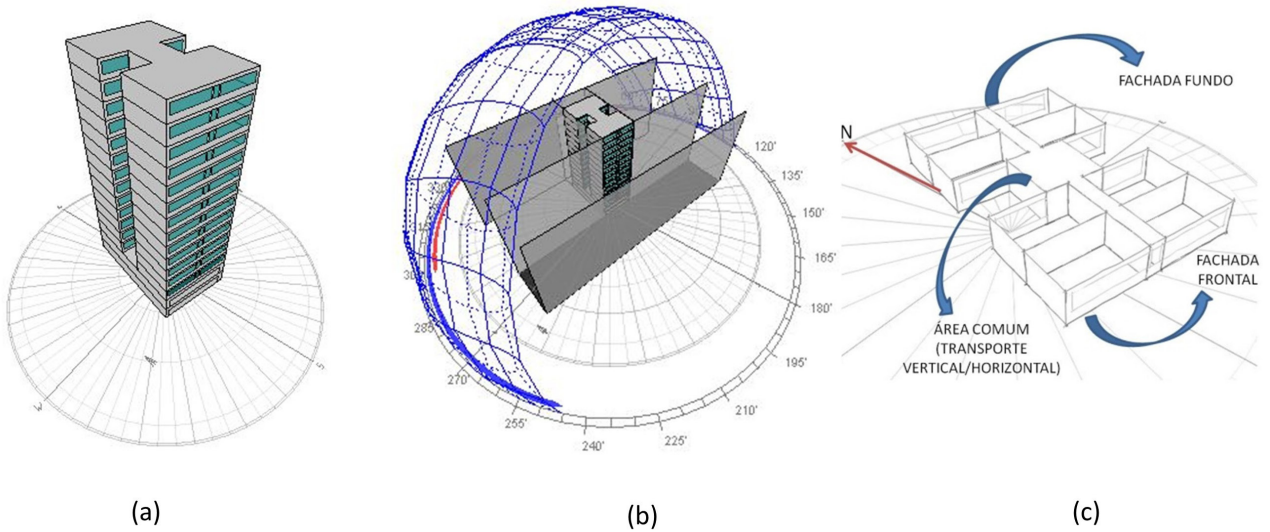 FACHADA FUNDO
N
120'
135'
150'
165'
180'
195'
210'
225'
240'
255'
270'
285'
FACHADA
FRONTAL
ÁREA COMUM
(TRANSPORTE
VERTICAL/HORIZONTAL)
(a)
(b)
(c)